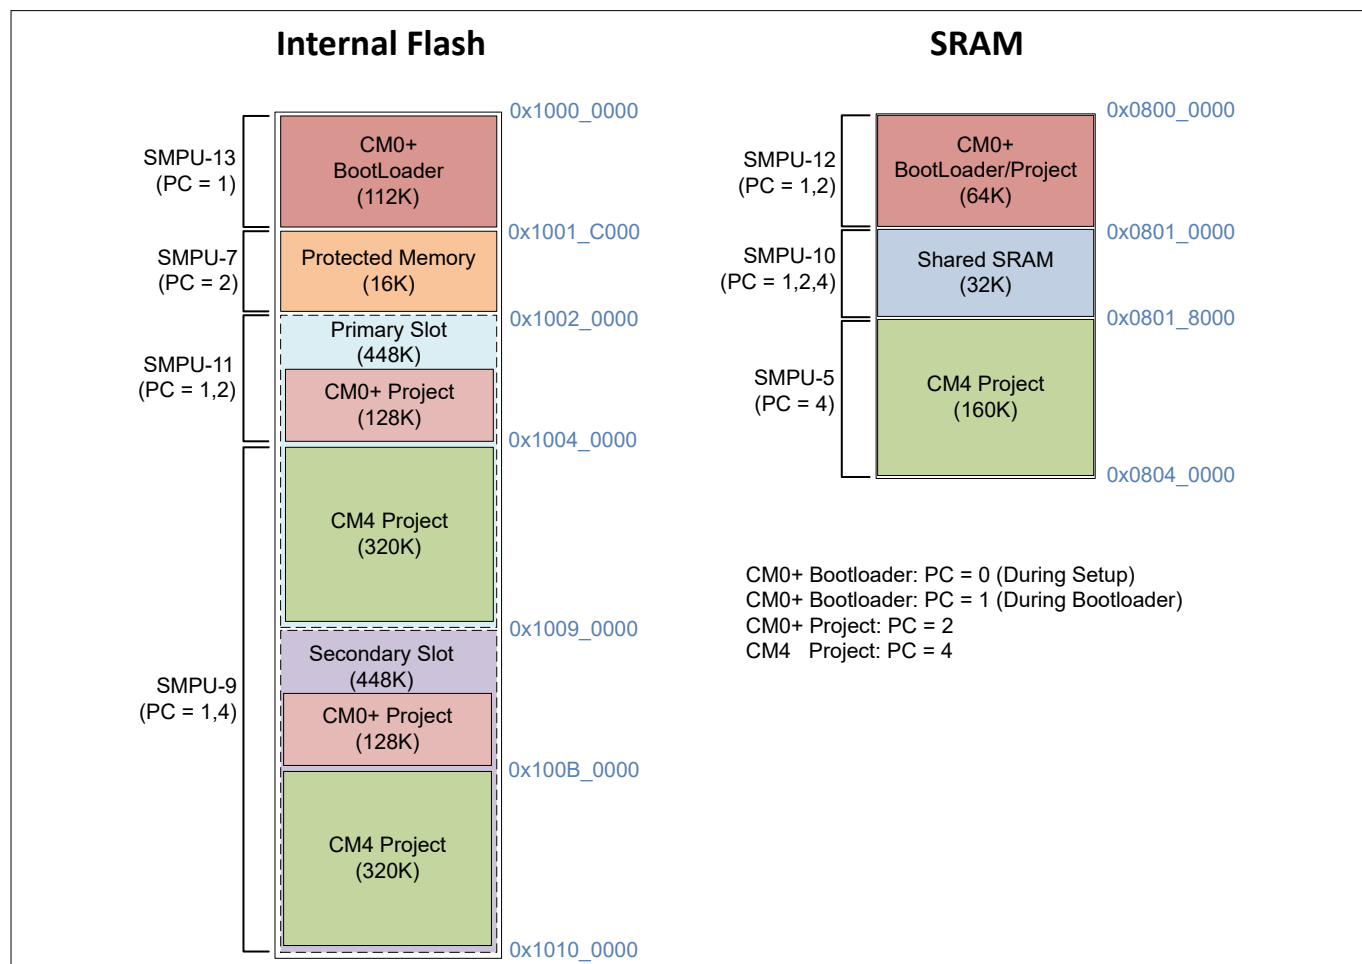 Internal Flash
SMPU-13
(PC = 1)
SMPU-7
(PC = 2)
SMPU-11
(PC = 1,2)
SMPU-9
(PC = 1,4)
CM0+
BootLoader
(112K)
Protected Memory
(16K)
Primary Slot
(448K)
CM0+ Project
(128K)
CM4 Project
(320K)
Secondary Slot
(448K)
CM0+ Project
(128K)
CM4 Project
(320K)
0x1000_0000
0x1001_C000
0x1002_0000
0x1004_0000
0x1009_0000
0x100B_0000
0x1010_0000
SRAM
SMPU-12
(PC = 1,2)
SMPU-10
(PC = 1,2,4)
SMPU-5
(PC = 4)
CM0+
BootLoader/Project
(64K)
Shared SRAM
(32K)
CM4 Project
(160K)
0x0800_0000
0x0801_0000
0x0801_8000
0x0804_0000
CM0+ Bootloader: PC = 0 (During Setup)
CM0+ Bootloader: PC = 1 (During Bootloader)
CM0+ Project: PC = 2
CM4 Project: PC = 4